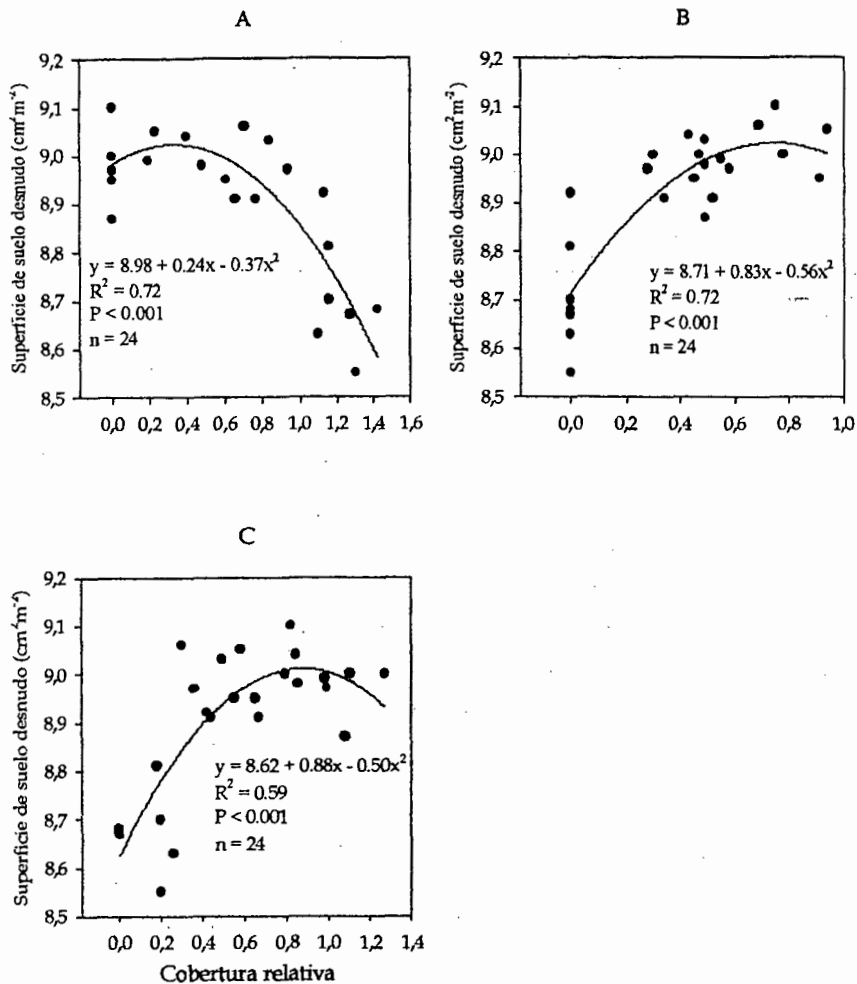 A
Superficie de suelo desnudo (cm²m⁻²)
9,2
9,1
9,0
8,9
8,8
8,7
8,6
8,5
y = 8.98 + 0.24x - 0.37x²
R² = 0.72
P < 0.001
n = 24
0,0 0,2 0,4 0,6 0,8 1,0 1,2 1,4 1,6
B
Superficie de suelo desnudo (cm²m⁻²)
9,2
9,1
9,0
8,9
8,8
8,7
8,6
8,5
y = 8.71 + 0.83x - 0.56x²
R² = 0.72
P < 0.001
n = 24
0,0 0,2 0,4 0,6 0,8 1,0
C
Superficie de suelo desnudo (cm²m⁻²)
9,2
9,1
9,0
8,9
8,8
8,7
8,6
8,5
y = 8.62 + 0.88x - 0.50x²
R² = 0.59
P < 0.001
n = 24
0,0 0,2 0,4 0,6 0,8 1,0 1,2 1,4
Cobertura relativa